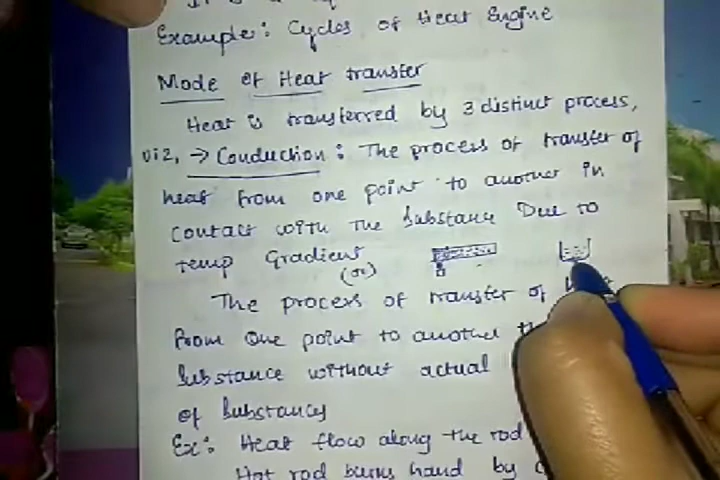 Example: Cycles of Heat Engine
Mode of Heat transfer
Heat is transferred by 3 distinct process,
viz, → Conduction: The process of transfer of
heat from one point to another in
contact with the substance Due to
temp Gradient
(or)
The process of transfer of
from one point to another
substance without actual
of substances
Ex: Heat flow along the rod
Hot rod burns hand by